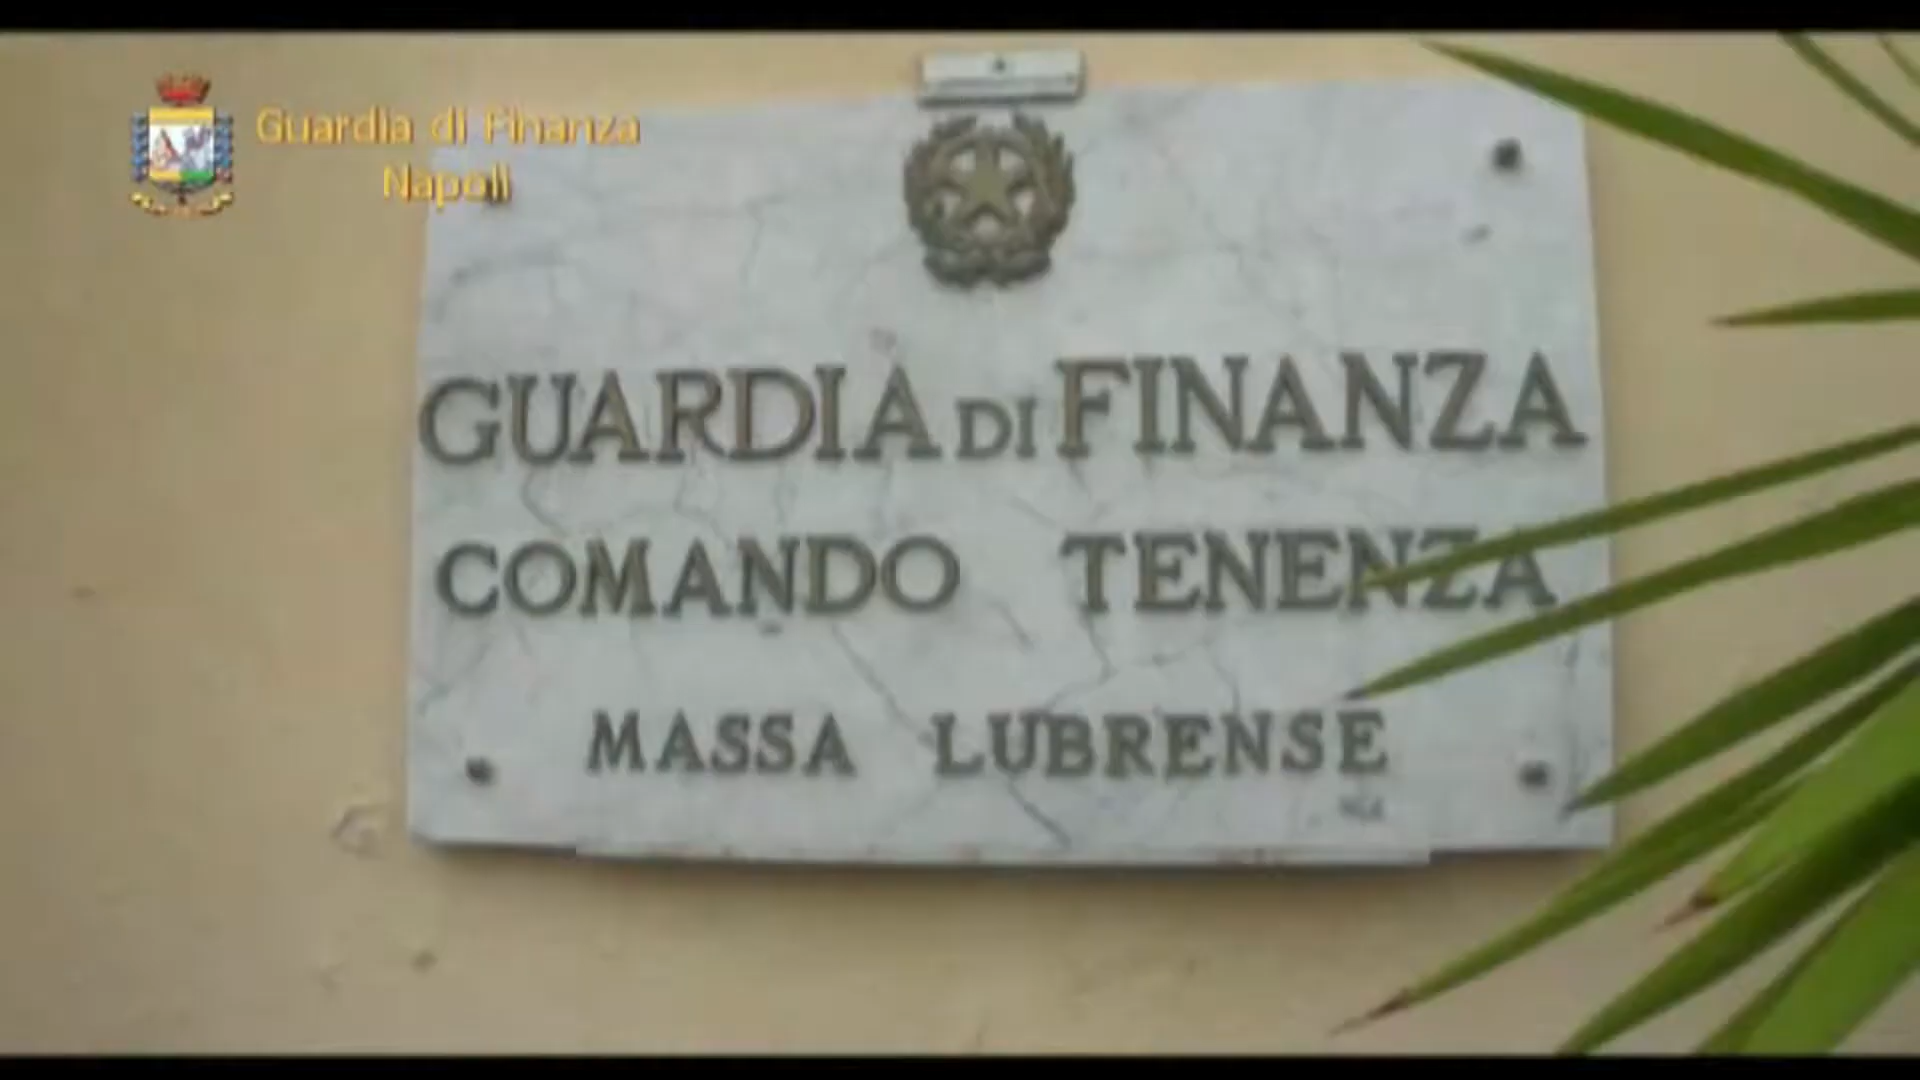 Guardia di Finanza
Napoli
GUARDIA DI FINANZA
COMANDO TENENZA
MASSA LUBRENSE